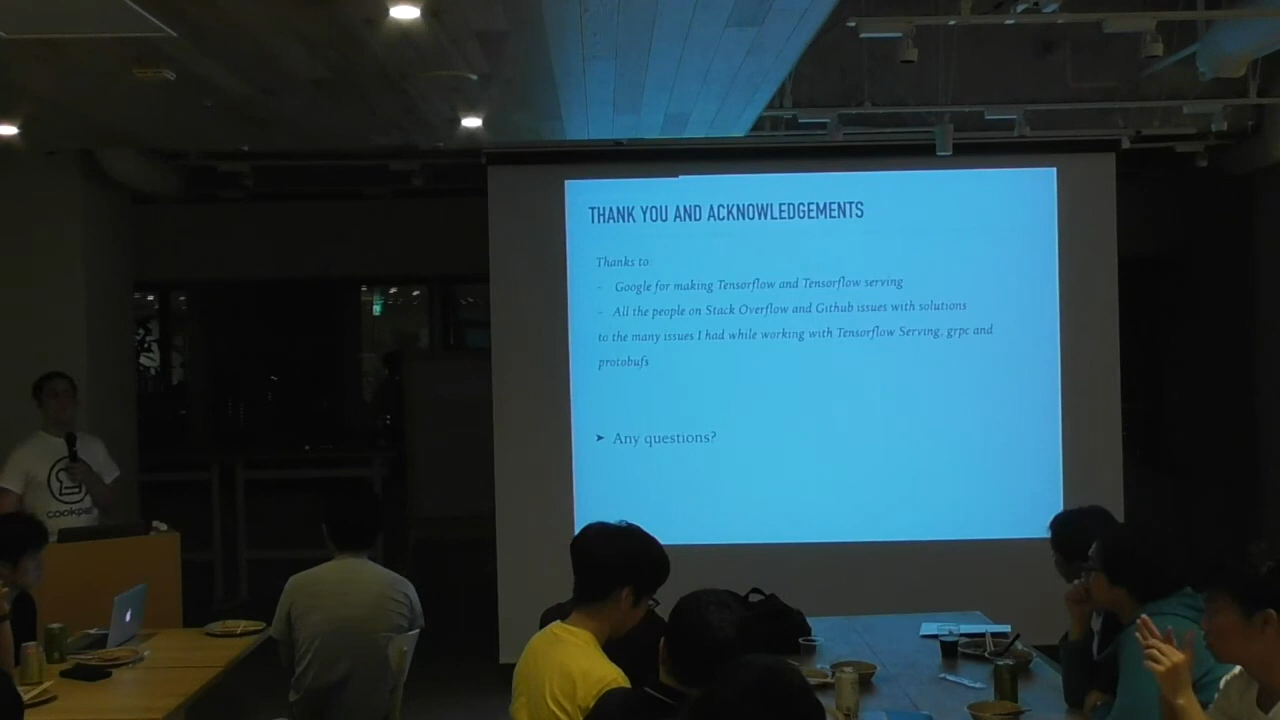 THANK YOU AND ACKNOWLEDGEMENTS
Thanks to:
- Google for making Tensorflow and Tensorflow serving
- All the people on Stack Overflow and Github issues with solutions
to the many issues I had while working with Tensorflow Serving, grpc and
protobufs
➤ Any questions?
cookpad